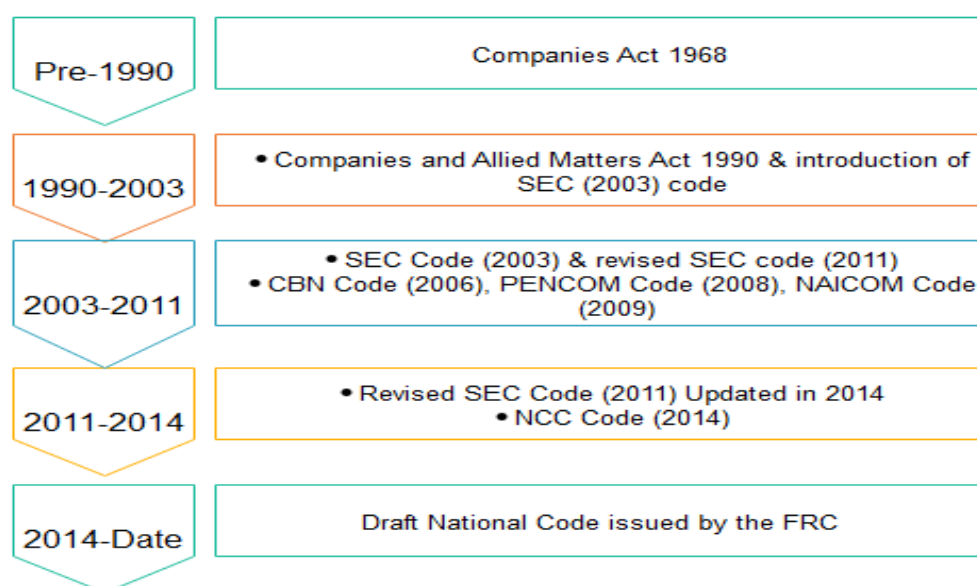 Pre-1990
Companies Act 1968
1990-2003
• Companies and Allied Matters Act 1990 & introduction of
SEC (2003) code
2003-2011
• SEC Code (2003) & revised SEC code (2011)
• CBN Code (2006), PENCOM Code (2008), NAICOM Code
(2009)
2011-2014
• Revised SEC Code (2011) Updated in 2014
• NCC Code (2014)
2014-Date
Draft National Code issued by the FRC